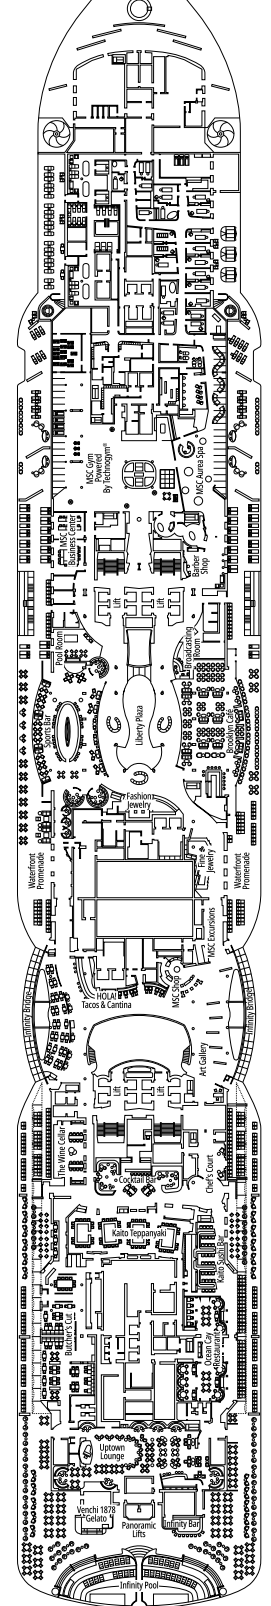 MSC Gym
Powered
By Technogym®
MSC Aurea Spa
MSC
Business Center
Barber
Shop
Lift
Lift
Pool Room
Broadcasting
Room
Liberty Plaza
Sports Bar
Brooklyn Café
Fashion
Jewelry
Fine
Jewelry
Waterfront
Promenade
Waterfront
Promenade
MSC Excursions
HOLA!
Tacos & Cantina
MSC Shop
Infinity Bridge
Infinity Bridge
Art Gallery
Lift
Lift
The Wine Cellar
Cocktail Bar
Chef's Court
Kaito Teppanyaki
Kaito Sushi Bar
Butcher's Cut
Ocean Cay
Restaurant
Uptown
Lounge
Venchi 1878
Gelato
Panoramic
Lifts
Infinity Bar
Infinity Pool